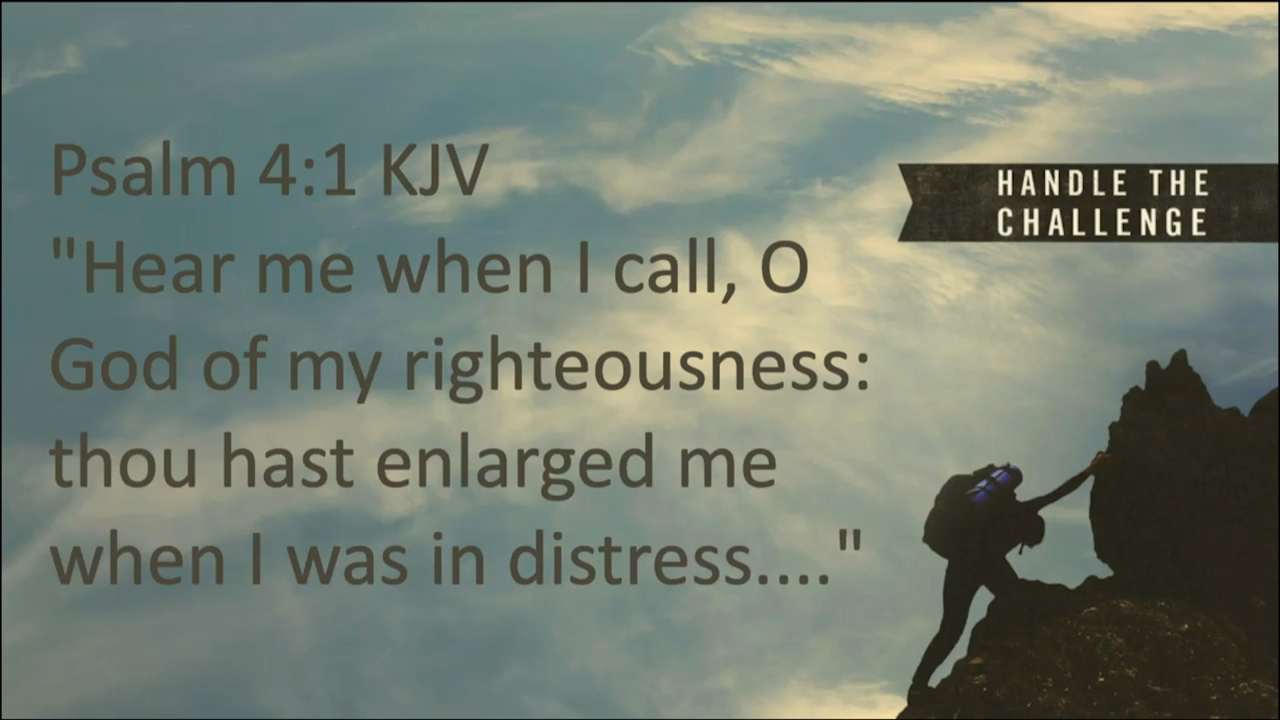 Psalm 4:1 KJV
"Hear me when I call, O
God of my righteousness:
thou hast enlarged me
when I was in distress...."
HANDLE THE
CHALLENGE